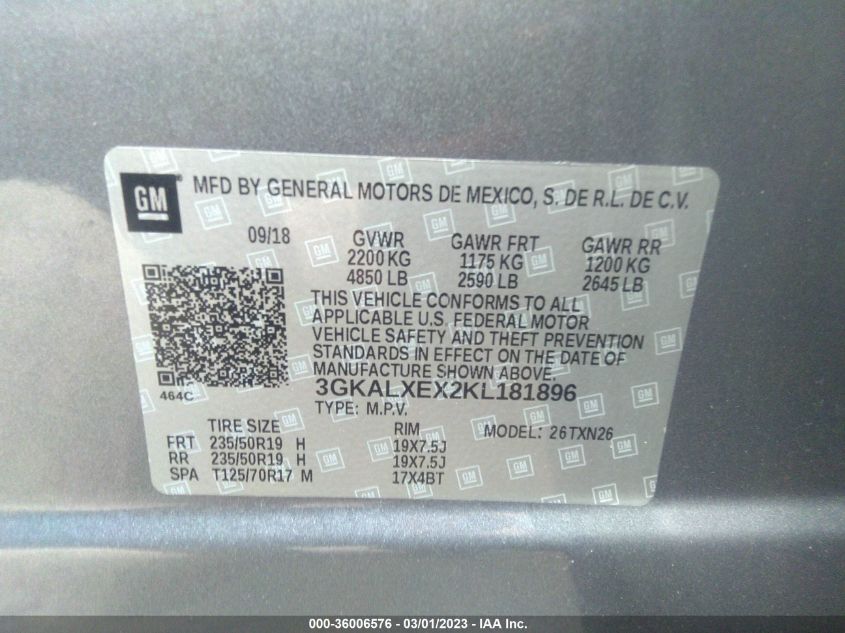 GM
MFD BY GENERAL MOTORS DE MEXICO, S. DE R.L. DE C.V.
09/18 GVWR GAWR FRT GAWR RR
2200 KG 1175 KG 1200 KG
4850 LB 2590 LB 2645 LB
THIS VEHICLE CONFORMS TO ALL
APPLICABLE U.S. FEDERAL MOTOR
VEHICLE SAFETY AND THEFT PREVENTION
STANDARDS IN EFFECT ON THE DATE OF
MANUFACTURE SHOWN ABOVE.
464C
3GKALXEX2KL181896
TYPE: M.P.V.
TIRE SIZE RIM MODEL: 26TXN26
FRT 235/50R19 H 19X7.5J
RR 235/50R19 H 19X7.5J
SPA T125/70R17 M 17X4BT
000-36006576 - 03/01/2023 - IAA Inc.